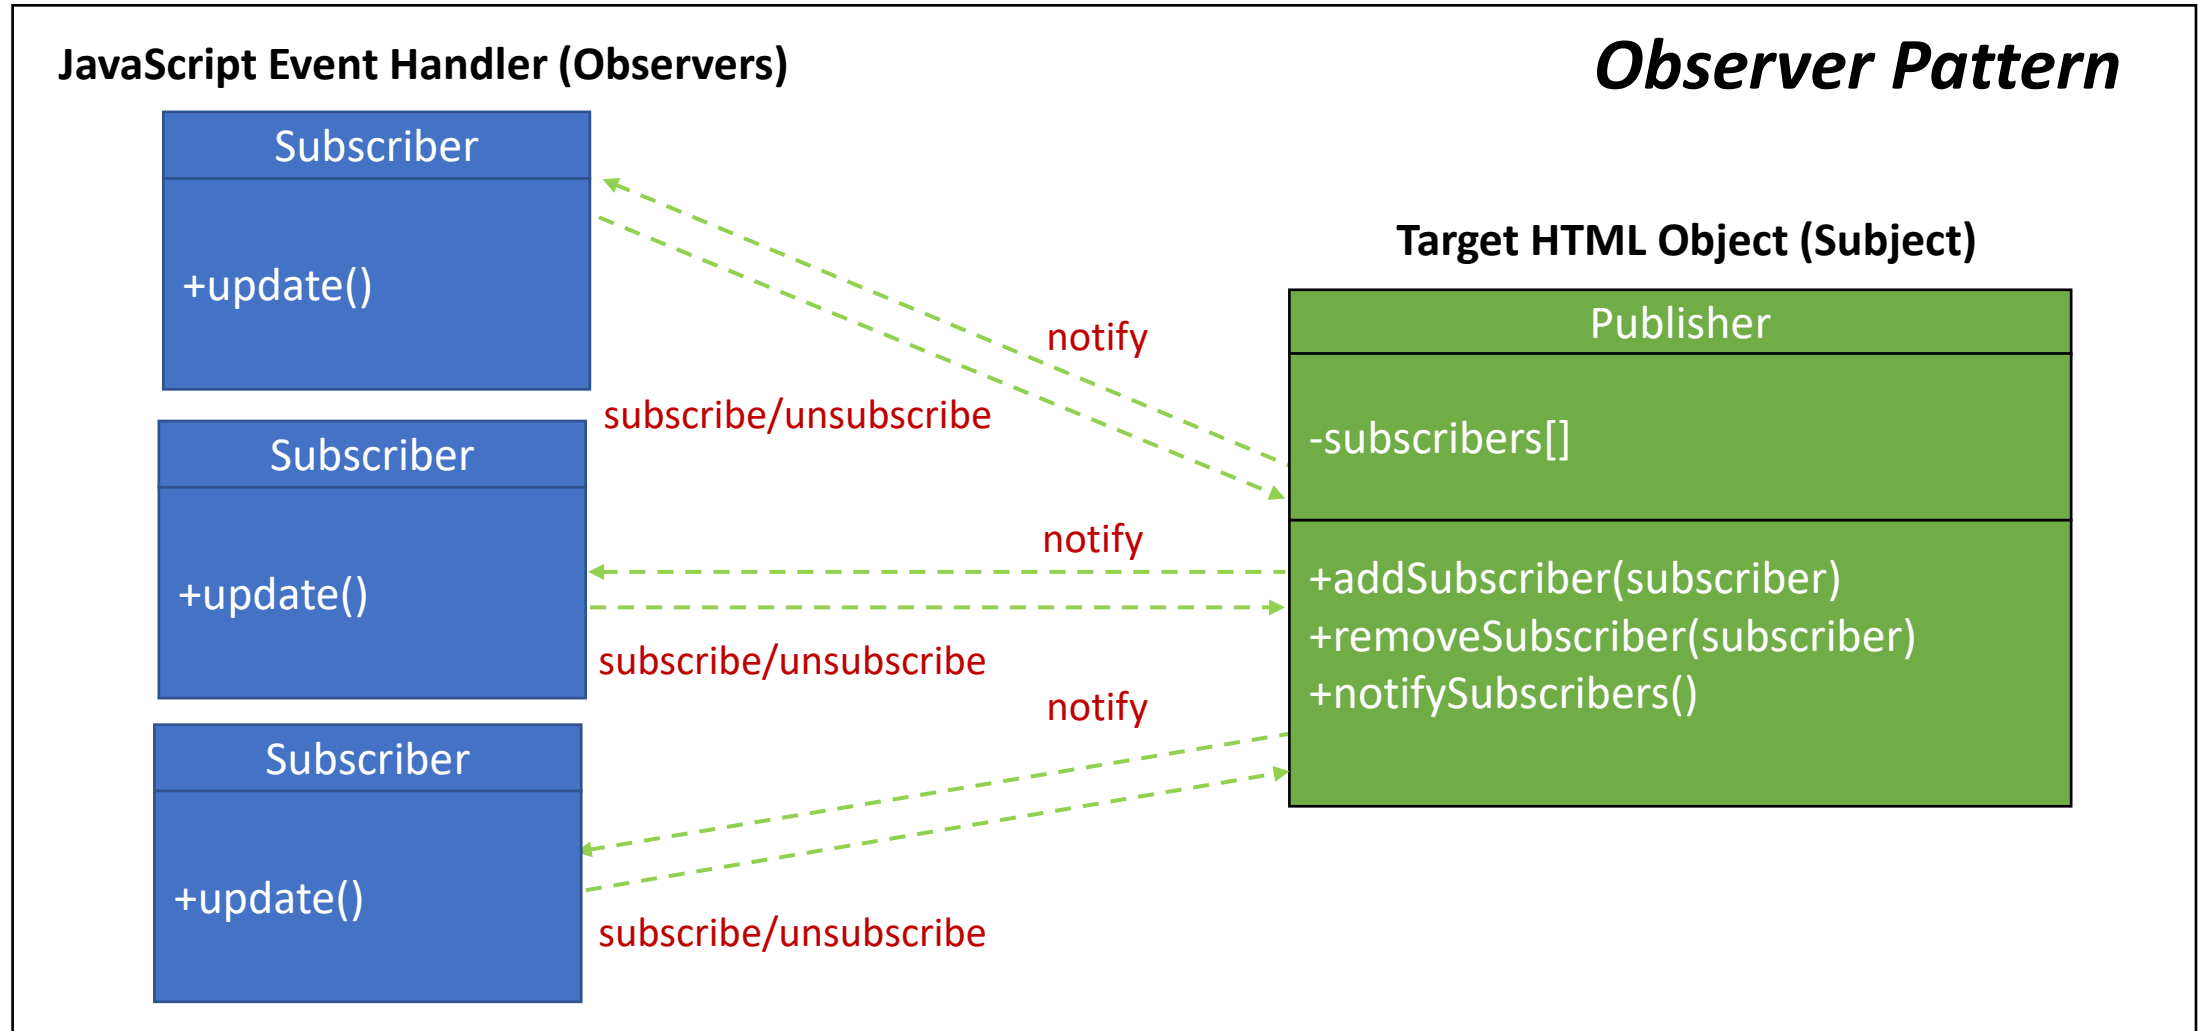 JavaScript Event Handler (Observers)
Observer Pattern
Subscriber
+update()
Target HTML Object (Subject)
Publisher
-subscribers[]
+addSubscriber(subscriber)
+removeSubscriber(subscriber)
+notifySubscribers()
notify
subscribe/unsubscribe
Subscriber
+update()
notify
subscribe/unsubscribe
Subscriber
+update()
notify
subscribe/unsubscribe